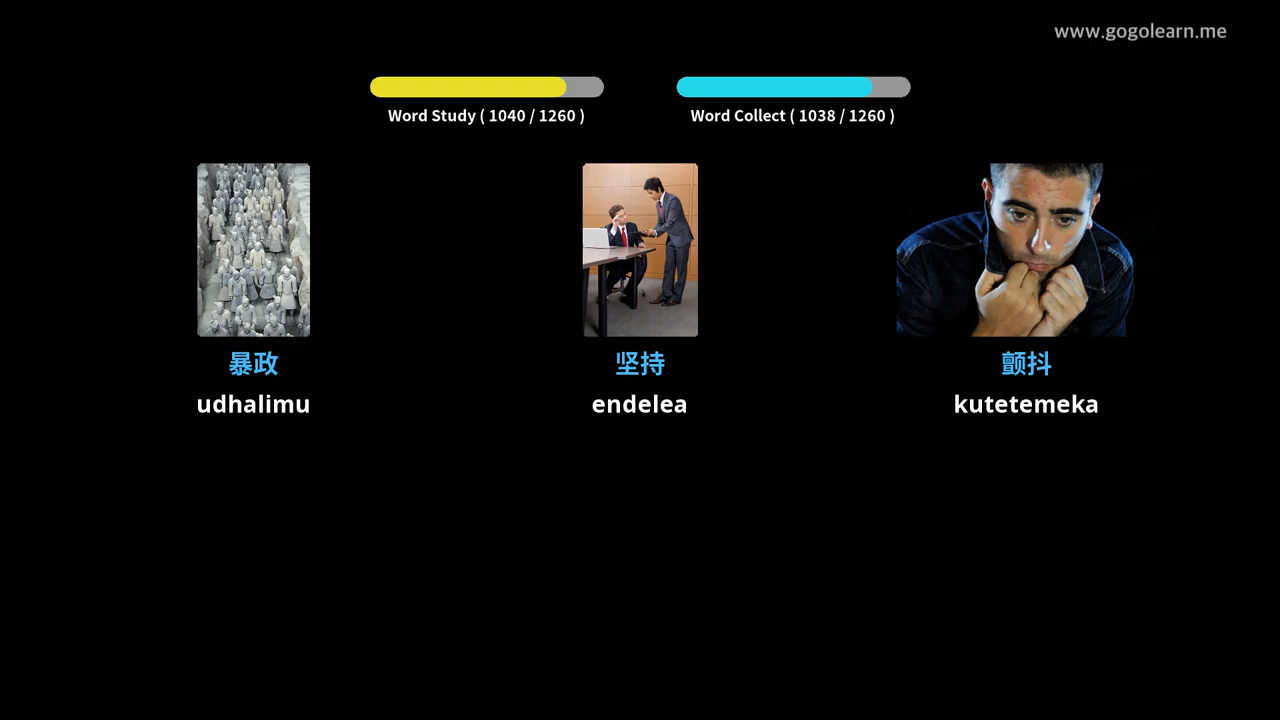 www.gogolearn.me
Word Study ( 1040 / 1260 )
Word Collect ( 1038 / 1260 )
暴政
坚持
颤抖
udhalimu
endelea
kutetemeka